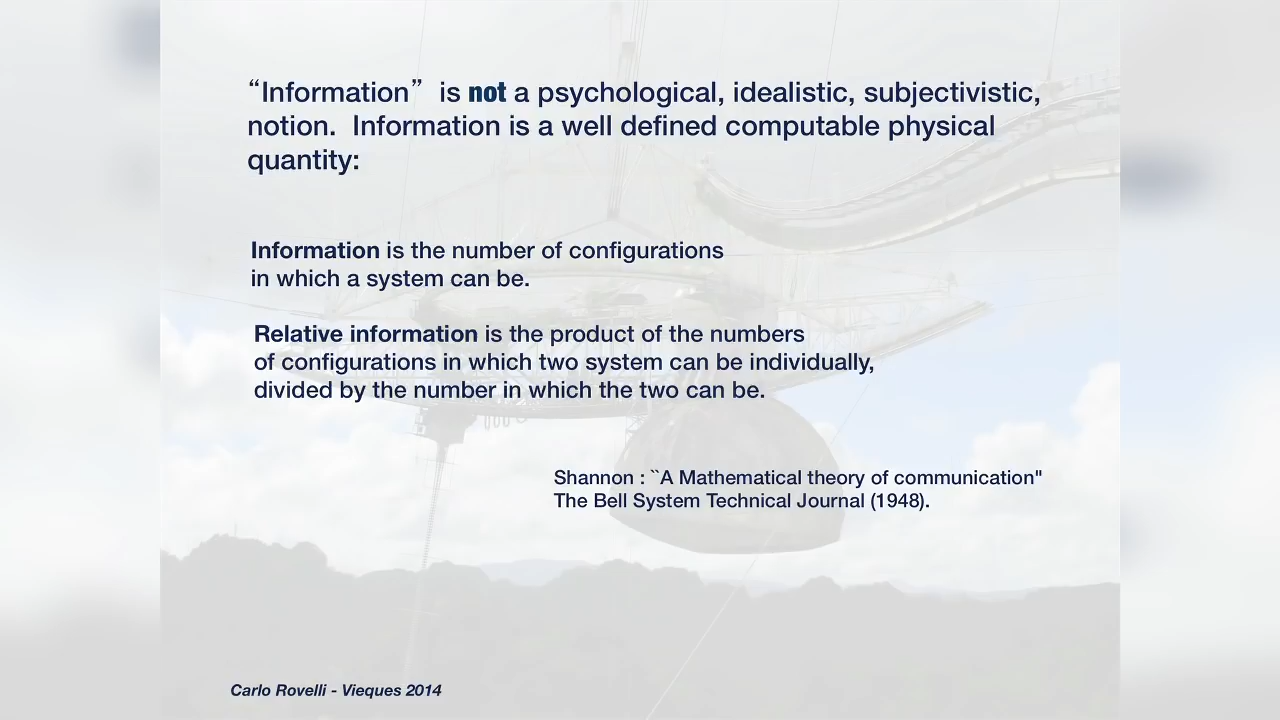 “Information” is not a psychological, idealistic, subjectivistic,
notion. Information is a well defined computable physical
quantity:
Information is the number of configurations
in which a system can be.
Relative information is the product of the numbers
of configurations in which two system can be individually,
divided by the number in which the two can be.
Shannon : ``A Mathematical theory of communication"
The Bell System Technical Journal (1948).
Carlo Rovelli - Vieques 2014